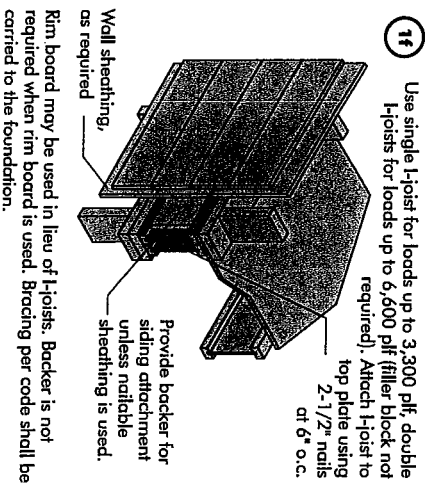 1f
Use single I-joist for loads up to 3,300 plf, double
I-joists for loads up to 6,600 plf (filler block not
required). Attach I-joist to
top plate using
2-1/2" nails
at 6" o.c.
Wall sheathing,
as required
Provide backer for
siding attachment
unless nailable
sheathing is used.
Rim board may be used in lieu of I-joists. Backer is not
required when rim board is used. Bracing per code shall be
carried to the foundation.